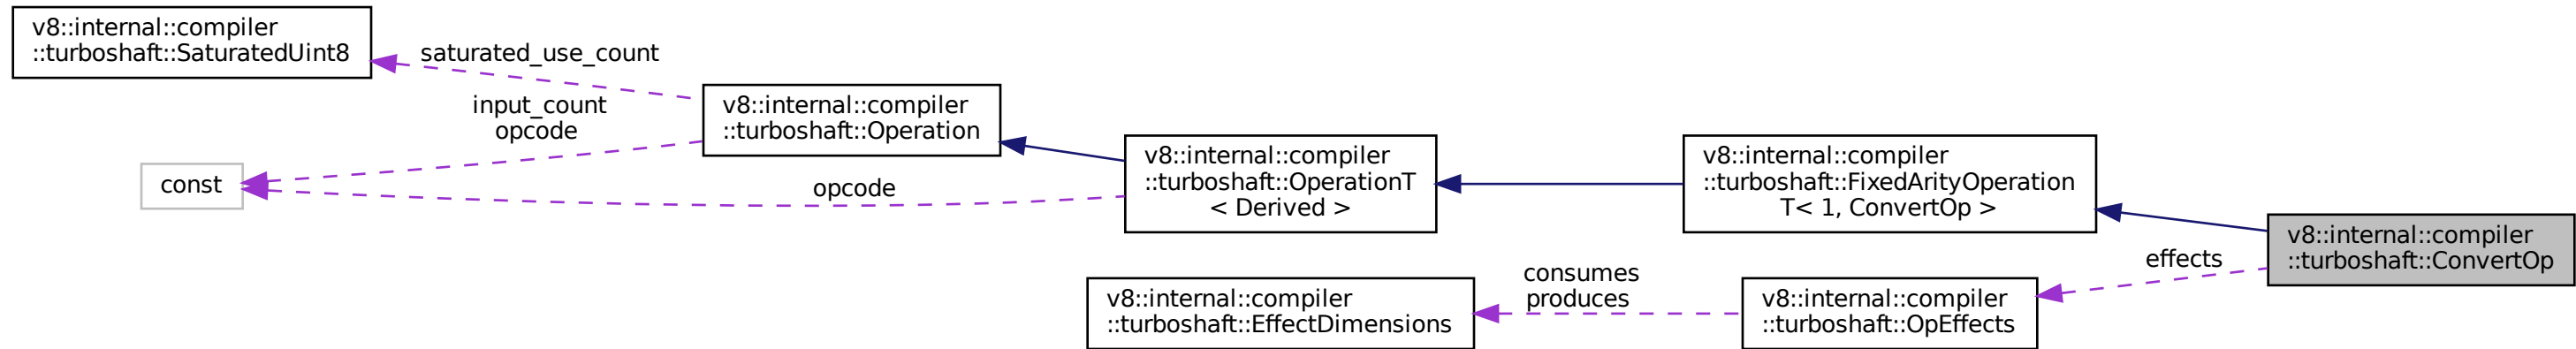 v8::internal::compiler
::turboshaft::SaturatedUint8
saturated_use_count
input_count
opcode
const
v8::internal::compiler
::turboshaft::Operation
opcode
v8::internal::compiler
::turboshaft::OperationT
< Derived >
v8::internal::compiler
::turboshaft::FixedArityOperation
T< 1, ConvertOp >
v8::internal::compiler
::turboshaft::EffectDimensions
consumes
produces
v8::internal::compiler
::turboshaft::OpEffects
effects
v8::internal::compiler
::turboshaft::ConvertOp